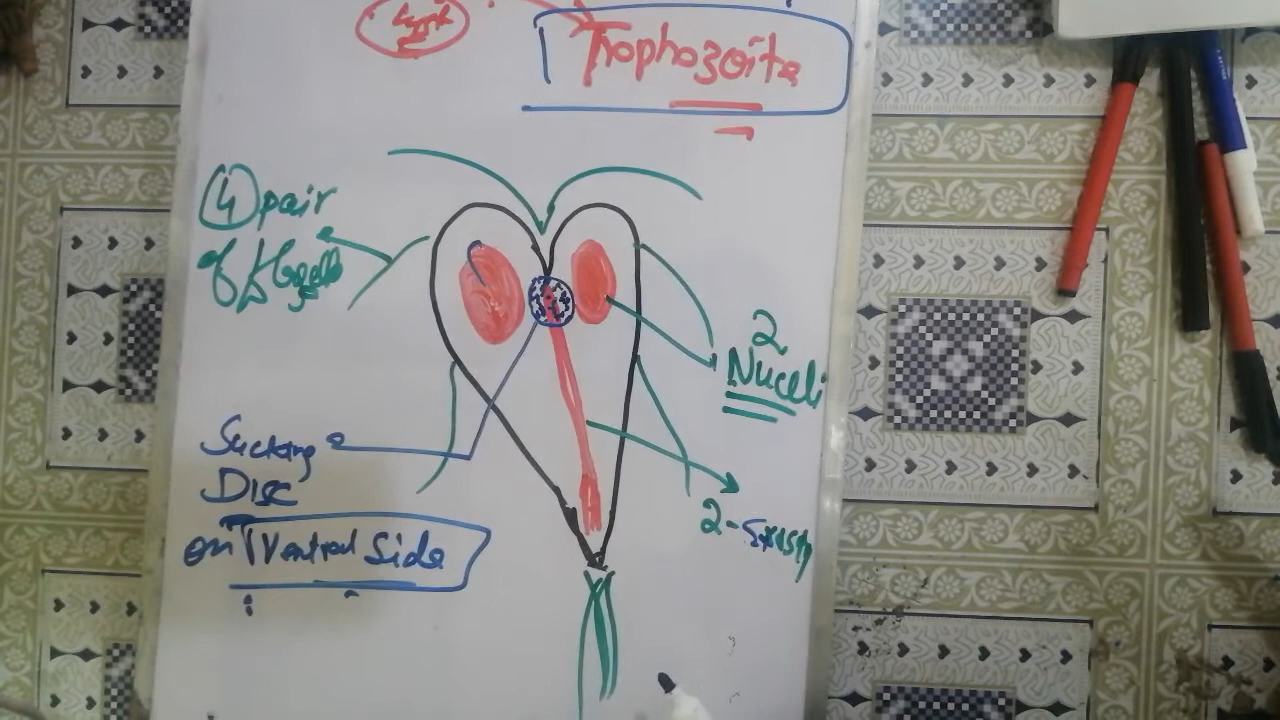 Trophozoite
4 pair
of flagella
2
Nuceli
Sucking
Disc
on Ventral Side